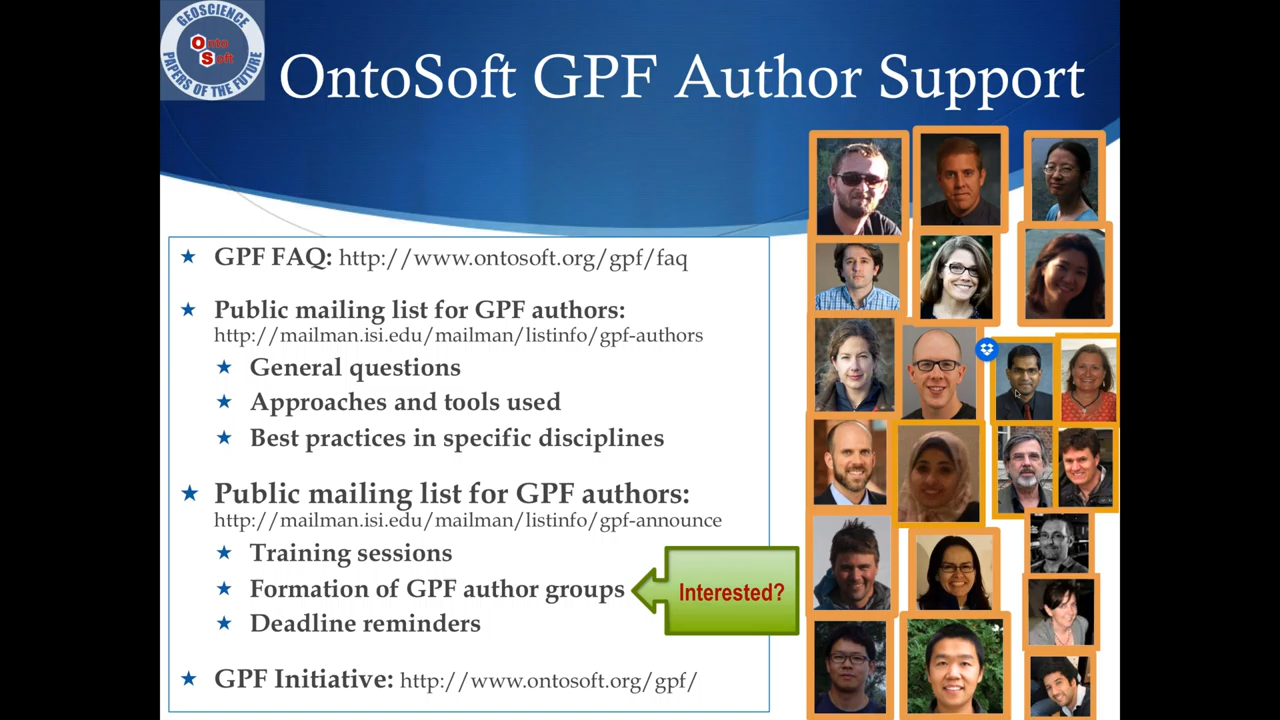 GEOSCIENCE
Onto
Soft
PAPERS OF THE FUTURE
OntoSoft GPF Author Support
GPF FAQ: http://www.ontosoft.org/gpf/faq
Public mailing list for GPF authors:
http://mailman.isi.edu/mailman/listinfo/gpf-authors
General questions
Approaches and tools used
Best practices in specific disciplines
Public mailing list for GPF authors:
http://mailman.isi.edu/mailman/listinfo/gpf-announce
Training sessions
Formation of GPF author groups
Interested?
Deadline reminders
GPF Initiative: http://www.ontosoft.org/gpf/